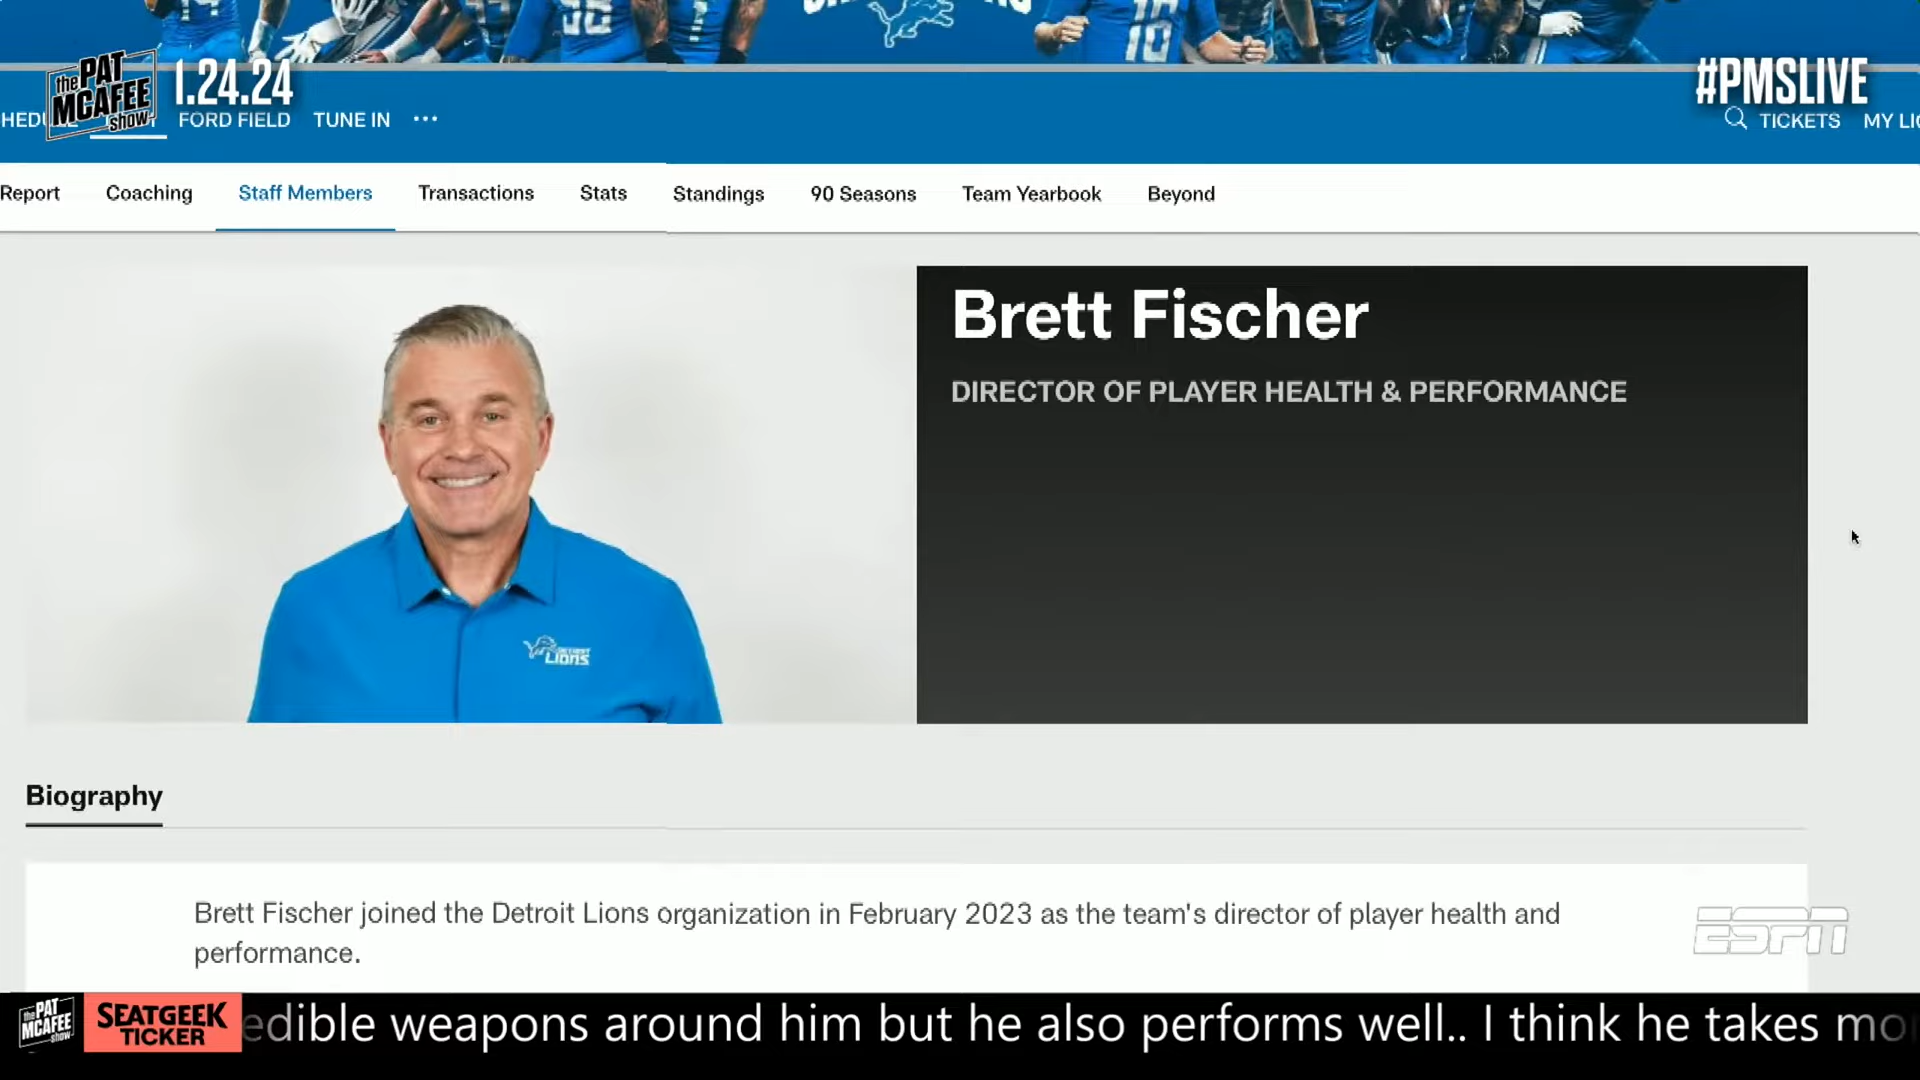 the PAT MCAFEE show
1.24.24
#PMSLIVE
FORD FIELD TUNE IN ...
TICKETS MY
Report Coaching Staff Members Transactions Stats Standings 90 Seasons Team Yearbook Beyond
Brett Fischer
DIRECTOR OF PLAYER HEALTH & PERFORMANCE
DETROIT
LIONS
Biography
Brett Fischer joined the Detroit Lions organization in February 2023 as the team's director of player health and
performance.
ESPN
the PAT MCAFEE show
SEATGEEK
TICKER
edible weapons around him but he also performs well.. I think he takes mo